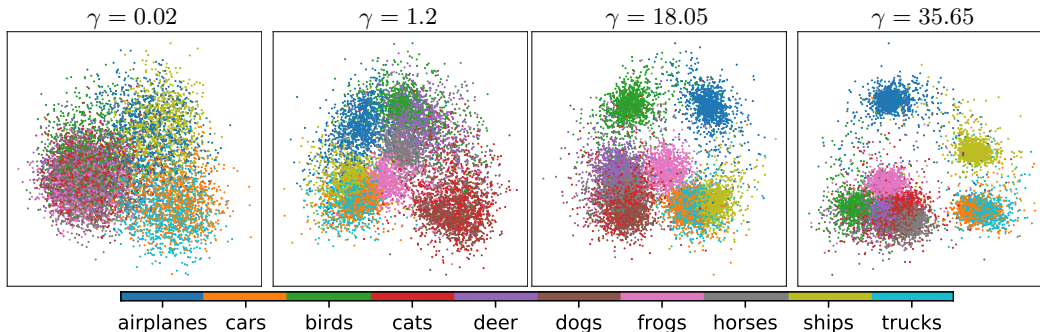 γ = 0.02 γ = 1.2 γ = 18.05 γ = 35.65
airplanes cars birds cats deer dogs frogs horses ships trucks